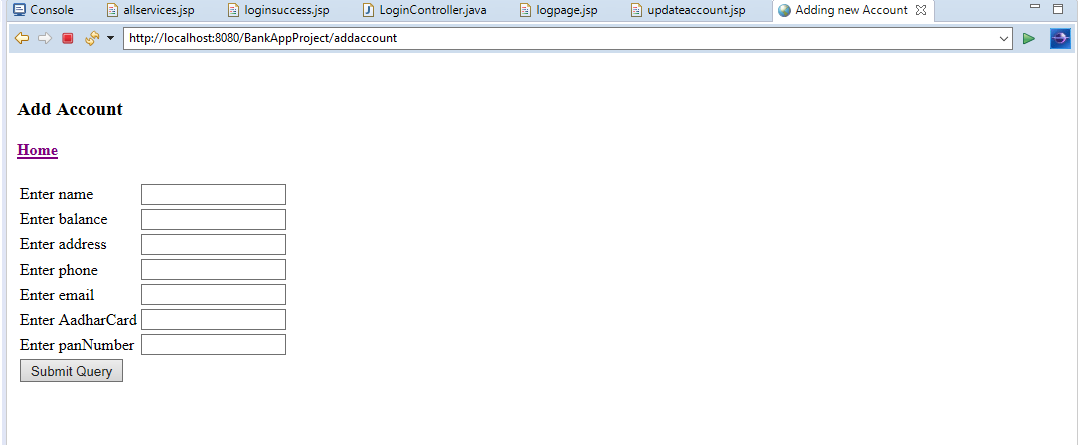 Console allservices.jsp loginsuccess.jsp LoginController.java logpage.jsp updateaccount.jsp Adding new Account
http://localhost:8080/BankAppProject/addaccount
Add Account
Home
Enter name
Enter balance
Enter address
Enter phone
Enter email
Enter AadharCard
Enter panNumber
Submit Query